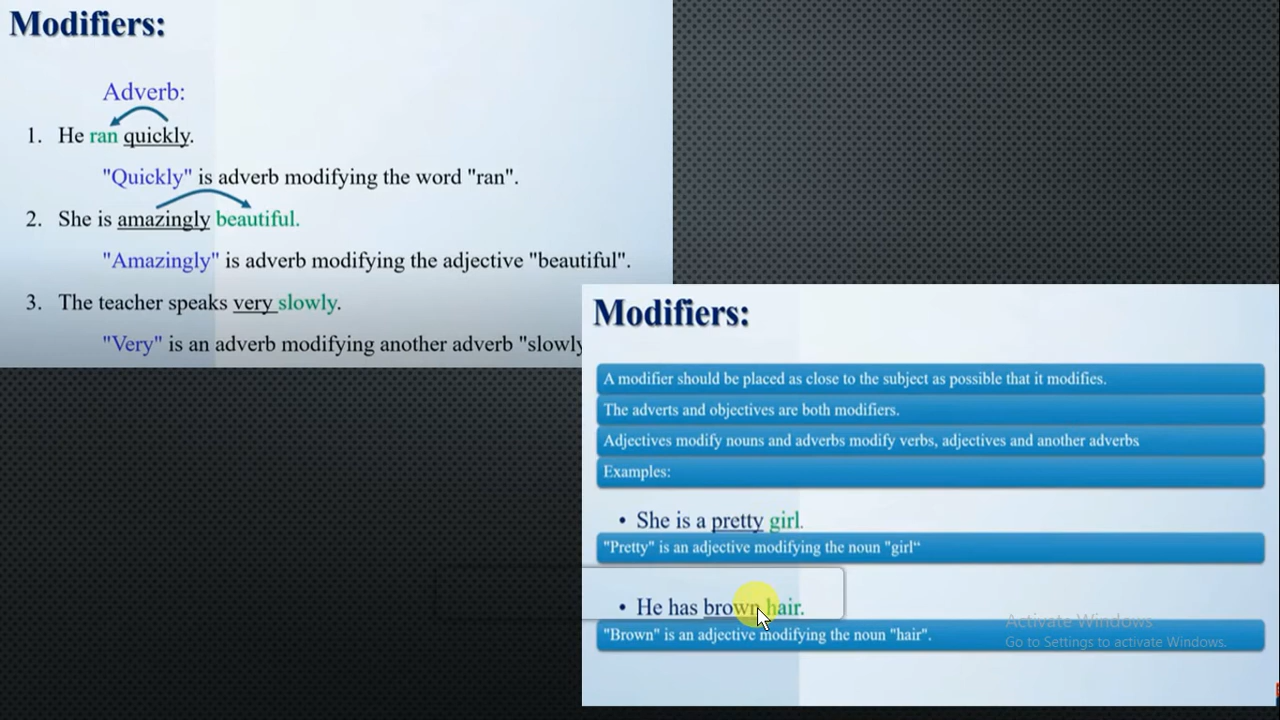 Modifiers:
Adverb:
1. He ran quickly.
"Quickly" is adverb modifying the word "ran".
2. She is amazingly beautiful.
"Amazingly" is adverb modifying the adjective "beautiful".
3. The teacher speaks very slowly.
"Very" is an adverb modifying another adverb "slowly
Modifiers:
A modifier should be placed as close to the subject as possible that it modifies.
The adverts and objectives are both modifiers.
Adjectives modify nouns and adverbs modify verbs, adjectives and another adverbs
Examples:
• She is a pretty girl.
"Pretty" is an adjective modifying the noun "girl“
• He has brown hair.
"Brown" is an adjective modifying the noun "hair".
Activate Windows
Go to Settings to activate Windows.